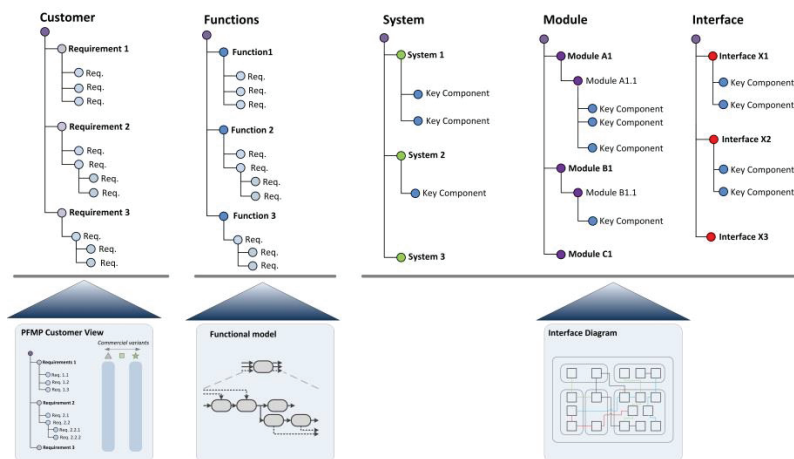 Customer
Requirement 1
Req.
Req.
Req.
Requirement 2
Req.
Req.
Req.
Req.
Requirement 3
Req.
Req.
Req.
Functions
Function1
Req.
Req.
Req.
Function 2
Req.
Req.
Req.
Req.
Function 3
Req.
Req.
Req.
System
System 1
Key Component
Key Component
System 2
Key Component
System 3
Module
Module A1
Module A1.1
Key Component
Key Component
Key Component
Module B1
Module B1.1
Key Component
Module C1
Interface
Interface X1
Key Component
Key Component
Interface X2
Key Component
Key Component
Interface X3
PFMP Customer View
Commercial variants
Requirements 1
Req. 1.1
Req. 1.2
Req. 1.3
Requirement 2
Req. 2.1
Req. 2.2
Req. 2.2.1
Req. 2.2.2
Requirement 3
Functional model
Interface Diagram